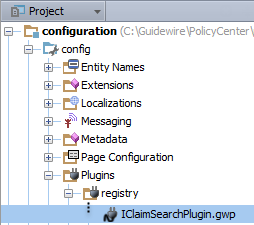 Project
configuration (C:\Guidewire\PolicyCenter\
config
Entity Names
Extensions
Localizations
Messaging
Metadata
Page Configuration
Plugins
registry
IClaimSearchPlugin.gwp